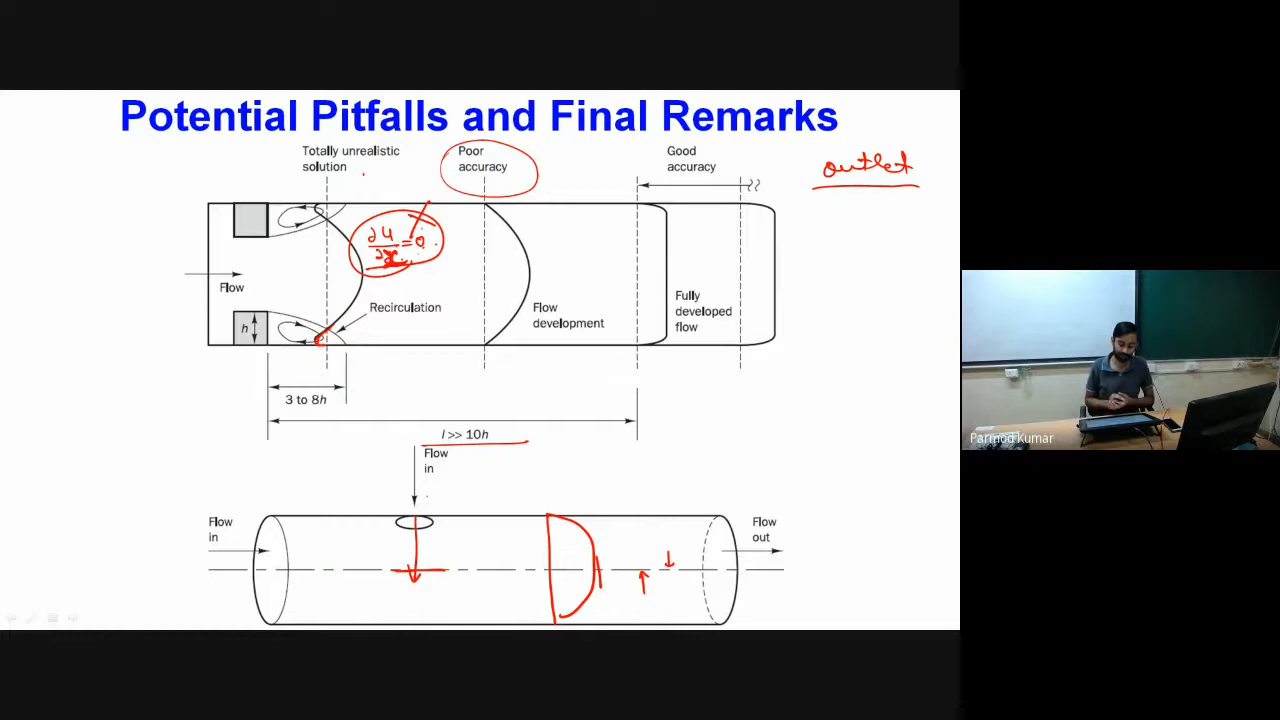 Potential Pitfalls and Final Remarks
Totally unrealistic
solution
Poor
accuracy
Good
accuracy
outlet
∂u/∂x = 0
Flow
Recirculation
h
Flow
development
Fully
developed
flow
3 to 8h
l >> 10h
Flow
in
Flow
in
Flow
out
Parmod Kumar